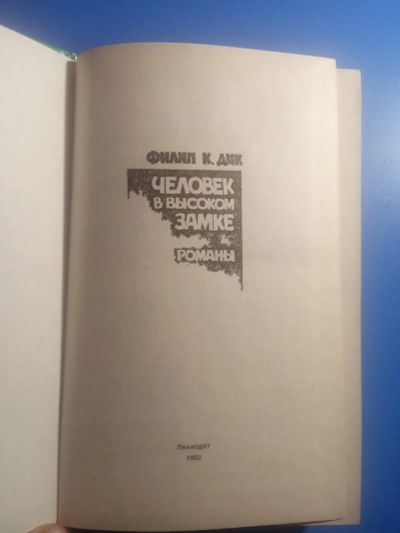 ФИЛИП К. ДИК
ЧЕЛОВЕК
В ВЫСОКОМ
ЗАМКЕ
РОМАНЫ
Лениздат
1992